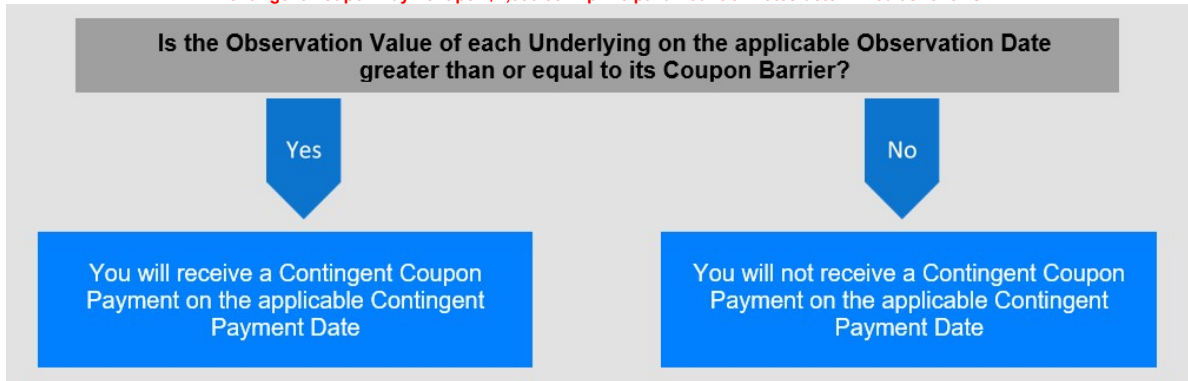 Is the Observation Value of each Underlying on the applicable Observation Date
greater than or equal to its Coupon Barrier?
Yes
No
You will receive a Contingent Coupon
Payment on the applicable Contingent
Payment Date
You will not receive a Contingent Coupon
Payment on the applicable Contingent
Payment Date